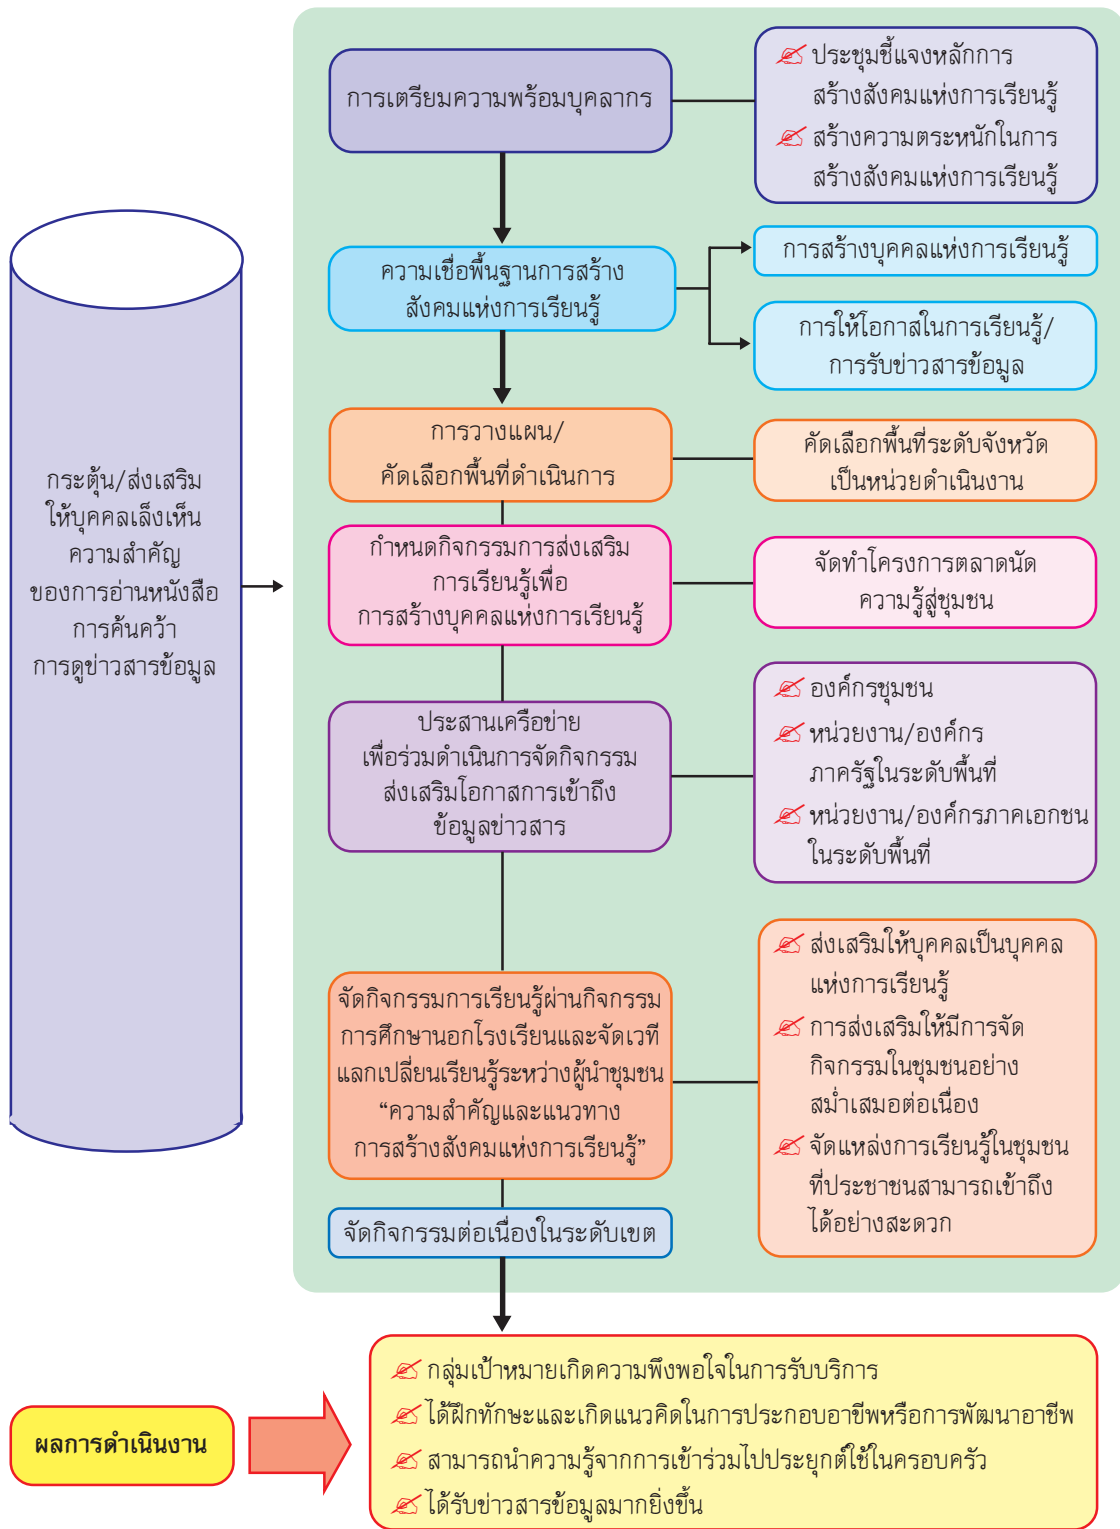 การเตรียมความพร้อมบุคลากร
ประชุมชี้แจงหลักการ
สร้างสังคมแห่งการเรียนรู้
สร้างความตระหนักในการ
สร้างสังคมแห่งการเรียนรู้
ความเชื่อพื้นฐานการสร้าง
สังคมแห่งการเรียนรู้
การสร้างบุคคลแห่งการเรียนรู้
การให้โอกาสในการเรียนรู้/
การรับข่าวสารข้อมูล
การวางแผน/
คัดเลือกพื้นที่ดำเนินการ
คัดเลือกพื้นที่ระดับจังหวัด
เป็นหน่วยดำเนินงาน
กระตุ้น/ส่งเสริม
ให้บุคคลเล็งเห็น
ความสำคัญ
ของการอ่านหนังสือ
การค้นคว้า
การดูข่าวสารข้อมูล
กำหนดกิจกรรมการส่งเสริม
การเรียนรู้เพื่อ
การสร้างบุคคลแห่งการเรียนรู้
จัดทำโครงการตลาดนัด
ความรู้สู่ชุมชน
ประสานเครือข่าย
เพื่อร่วมดำเนินการจัดกิจกรรม
ส่งเสริมโอกาสการเข้าถึง
ข้อมูลข่าวสาร
องค์กรชุมชน
หน่วยงาน/องค์กร
ภาครัฐในระดับพื้นที่
หน่วยงาน/องค์กรภาคเอกชน
ในระดับพื้นที่
จัดกิจกรรมการเรียนรู้ผ่านกิจกรรม
การศึกษานอกโรงเรียนและจัดเวที
แลกเปลี่ยนเรียนรู้ระหว่างผู้นำชุมชน
“ความสำคัญและแนวทาง
การสร้างสังคมแห่งการเรียนรู้”
ส่งเสริมให้บุคคลเป็นบุคคล
แห่งการเรียนรู้
การส่งเสริมให้มีการจัด
กิจกรรมในชุมชนอย่าง
สม่ำเสมอต่อเนื่อง
จัดแหล่งการเรียนรู้ในชุมชน
ที่ประชาชนสามารถเข้าถึง
ได้อย่างสะดวก
จัดกิจกรรมต่อเนื่องในระดับเขต
ผลการดำเนินงาน
กลุ่มเป้าหมายเกิดความพึงพอใจในการรับบริการ
ได้ฝึกทักษะและเกิดแนวคิดในการประกอบอาชีพหรือการพัฒนาอาชีพ
สามารถนำความรู้จากการเข้าร่วมไปประยุกต์ใช้ในครอบครัว
ได้รับข่าวสารข้อมูลมากยิ่งขึ้น